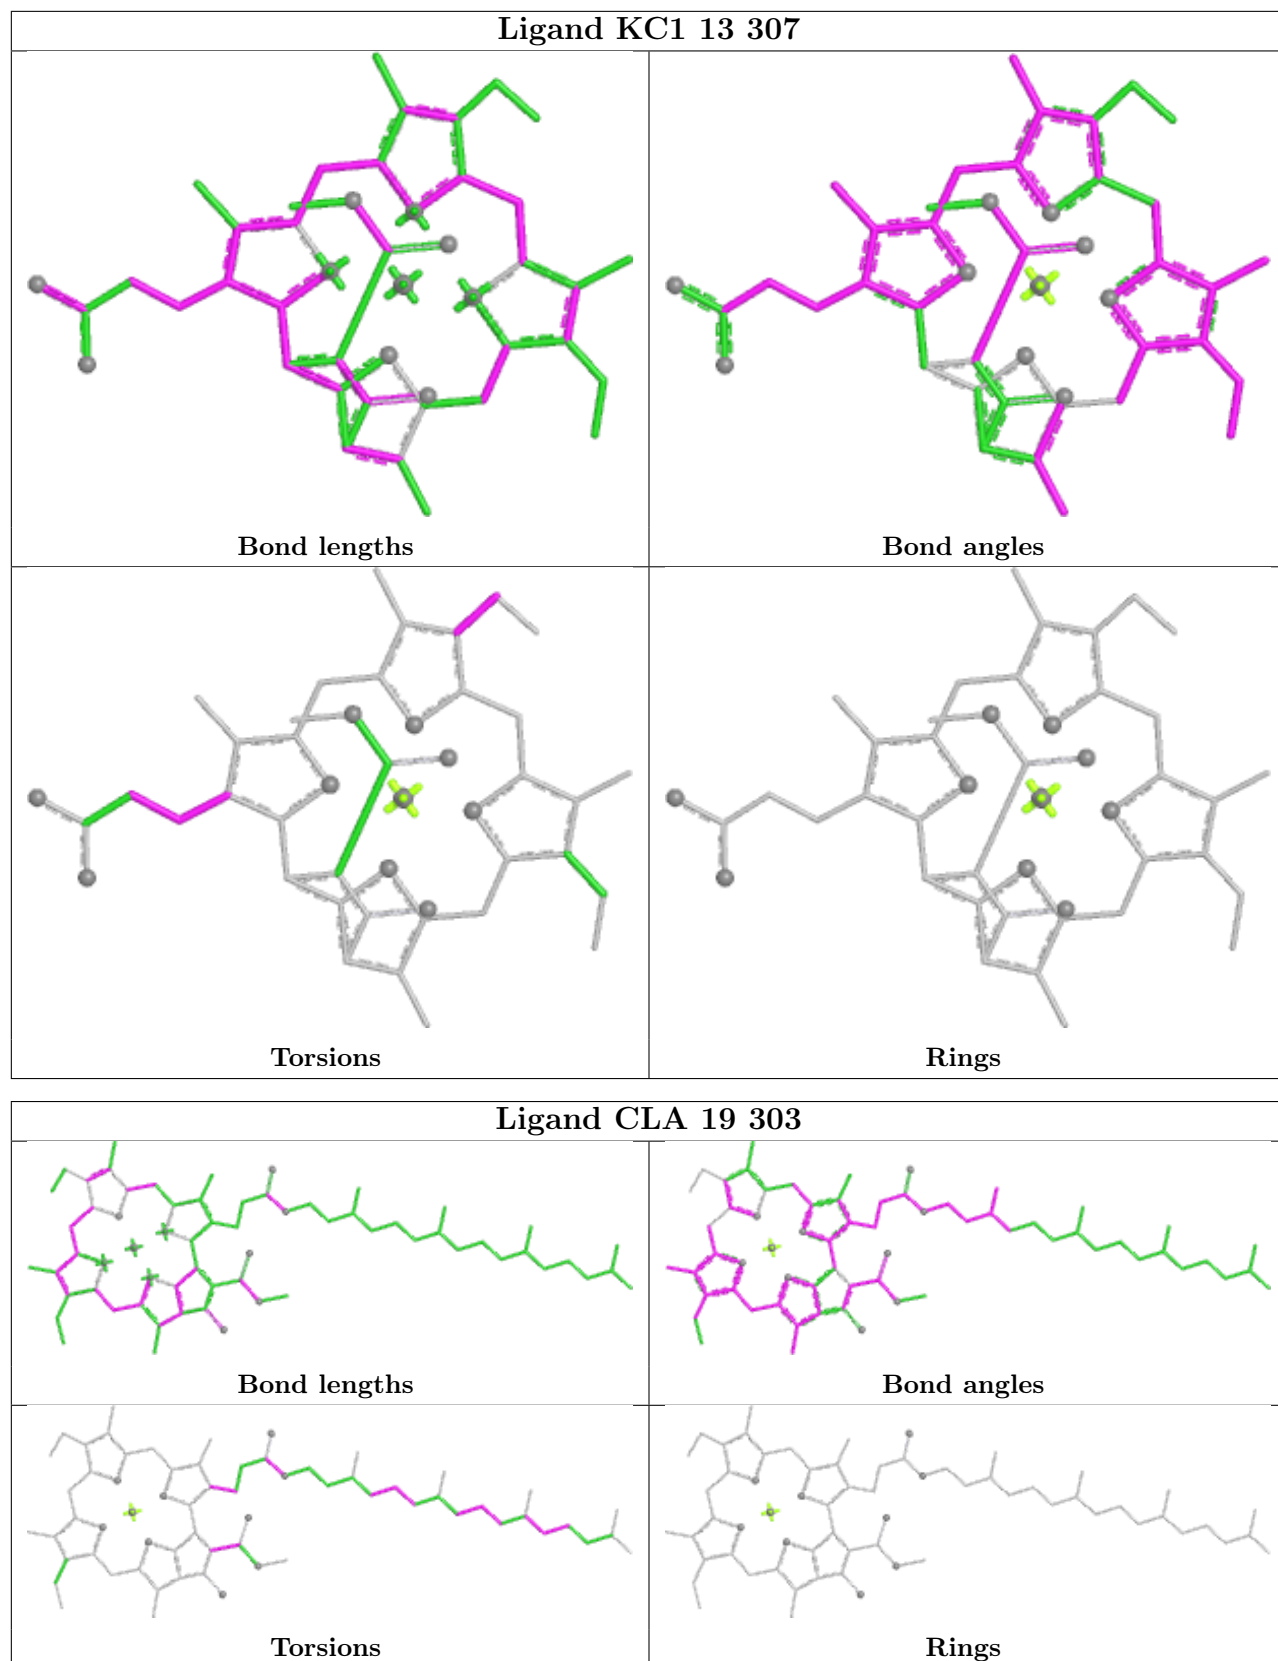 Ligand KC1 13 307
Bond lengths
Bond angles
Torsions
Rings
Ligand CLA 19 303
Bond lengths
Bond angles
Torsions
Rings